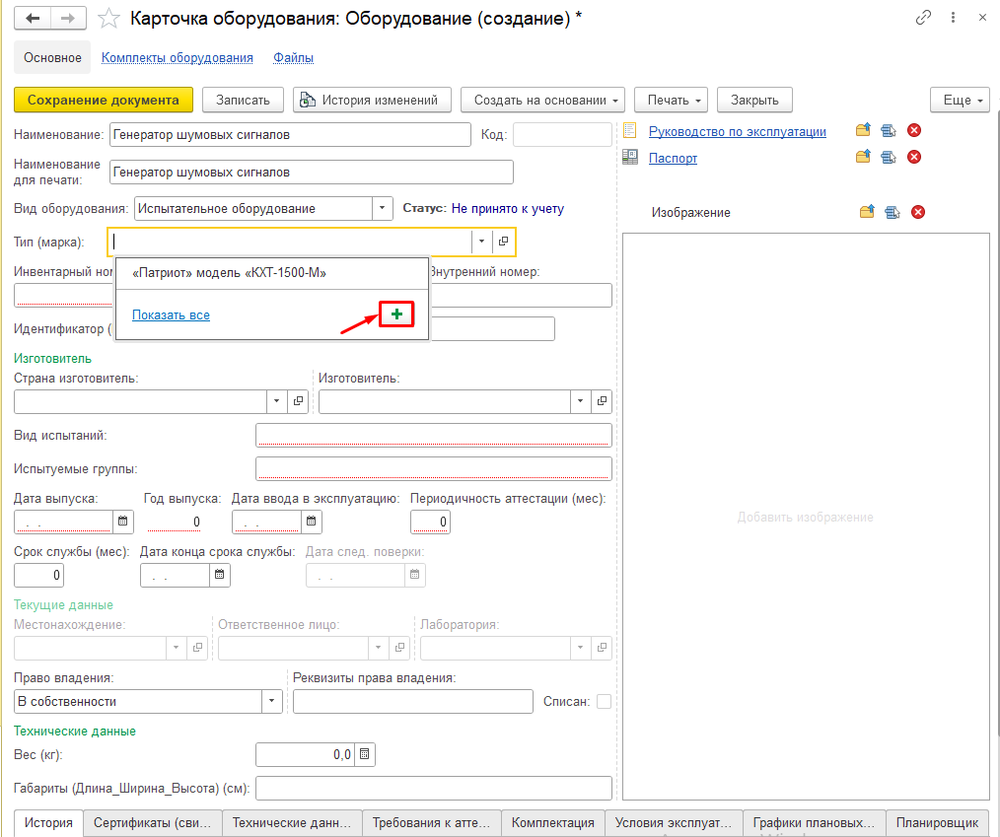 Карточка оборудования: Оборудование (создание) *
Основное Комплекты оборудования Файлы
Сохранение документа Записать История изменений Создать на основании Печать Закрыть Еще
Наименование: Генератор шумовых сигналов Код:
Наименование
для печати: Генератор шумовых сигналов
Вид оборудования: Испытательное оборудование Статус: Не принято к учету
Тип (марка):
«Патриот» модель «КХТ-1500-М»
Показать все
Инвентарный Внутренний номер:
Идентификатор (
Изготовитель
Страна изготовитель: Изготовитель:
Вид испытаний:
Испытуемые группы:
Дата выпуска: Год выпуска: Дата ввода в эксплуатацию: Периодичность аттестации (мес):
. . 0 . . 0
Срок службы (мес): Дата конца срока службы: Дата след. поверки:
0 . . . .
Текущие данные
Местонахождение: Ответственное лицо: Лаборатория:
Право владения: Реквизиты права владения:
В собственности Списан:
Технические данные
Вес (кг): 0,0
Габариты (Длина_Ширина_Высота) (см):
Руководство по эксплуатации
Паспорт
Изображение
Добавить изображение
История Сертификаты (сви... Технические данн... Требования к атте... Комплектация Условия эксплуат... Графики плановых... Планировщик